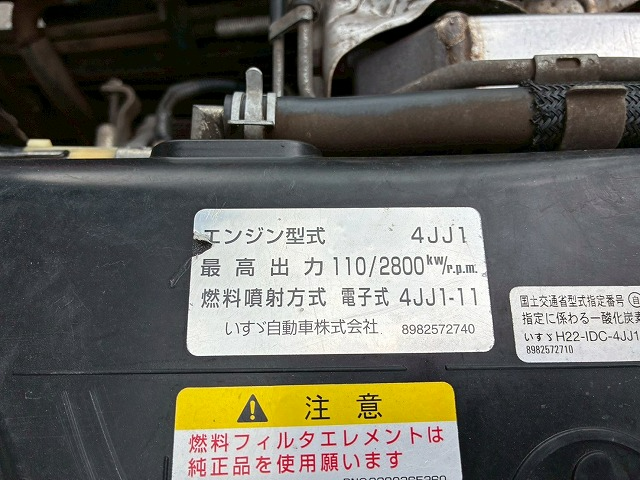 エンジン型式 4JJ1
最高出力 110/2800 kw/r.p.m.
燃料噴射方式 電子式 4JJ1-11
いすゞ自動車株式会社 8982572740
国土交通省型式指定番号
指定に係わる一酸化炭素
いすゞH22-IDC-4JJ1
8982572710
注意
燃料フィルタエレメントは
純正品を使用願います